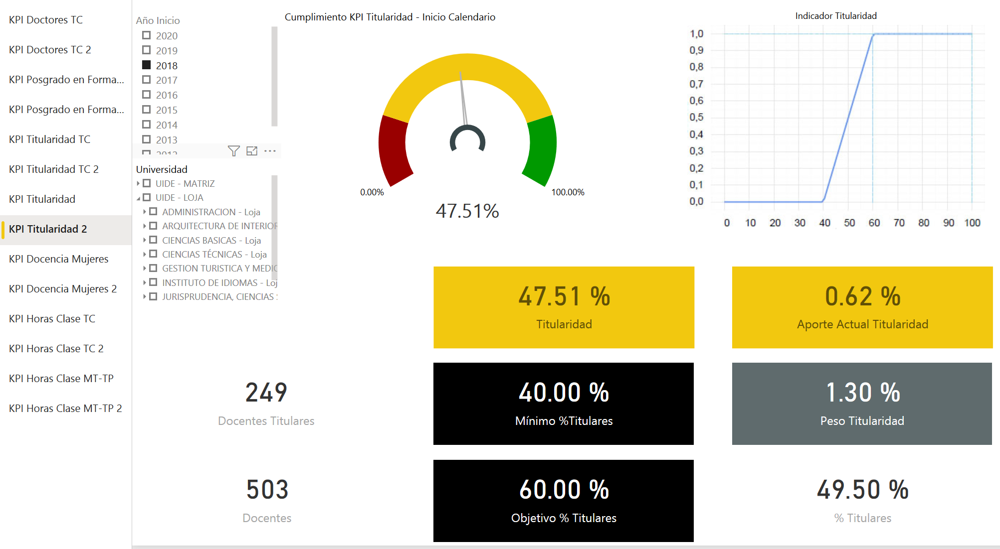 KPI Doctores TC
KPI Doctores TC 2
KPI Posgrado en Forma...
KPI Posgrado en Forma...
KPI Titularidad TC
KPI Titularidad TC 2
KPI Titularidad
KPI Titularidad 2
KPI Docencia Mujeres
KPI Docencia Mujeres 2
KPI Horas Clase TC
KPI Horas Clase TC 2
KPI Horas Clase MT-TP
KPI Horas Clase MT-TP 2
Año Inicio
2020
2019
2018
2017
2016
2015
2014
2013
2012
Universidad
UIDE - MATRIZ
UIDE - LOJA
ADMINISTRACION - Loja
ARQUITECTURA DE INTERIOR
CIENCIAS BASICAS - Loja
CIENCIAS TÉCNICAS - Loja
GESTION TURISTICA Y MEDIO
INSTITUTO DE IDIOMAS - Loj
JURISPRUDENCIA, CIENCIAS S
Cumplimiento KPI Titularidad - Inicio Calendario
0.00%
100.00%
47.51%
Indicador Titularidad
1,0
0,9
0,8
0,7
0,6
0,5
0,4
0,3
0,2
0,1
0,0
0 10 20 30 40 50 60 70 80 90 100
47.51 %
Titularidad
0.62 %
Aporte Actual Titularidad
249
Docentes Titulares
40.00 %
Mínimo %Titulares
1.30 %
Peso Titularidad
503
Docentes
60.00 %
Objetivo % Titulares
49.50 %
% Titulares